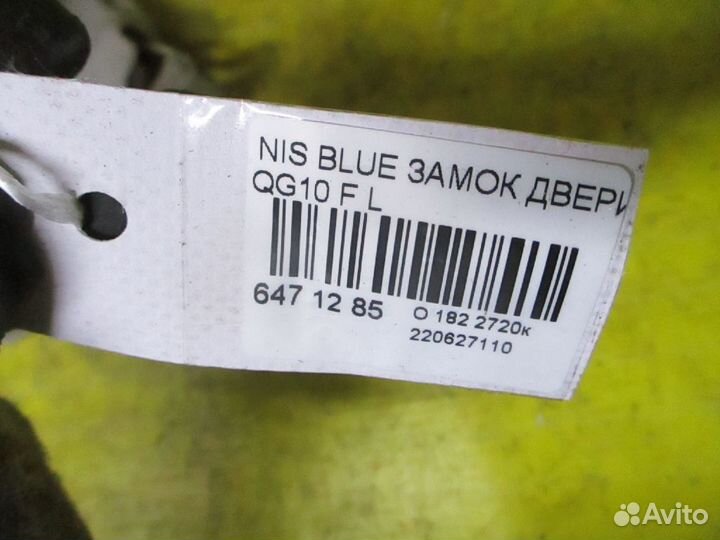 NIS BLUE ЗАМОК ДВЕРИ
QG10 F L
647 12 85
О 182 2720к
220627110
Avito